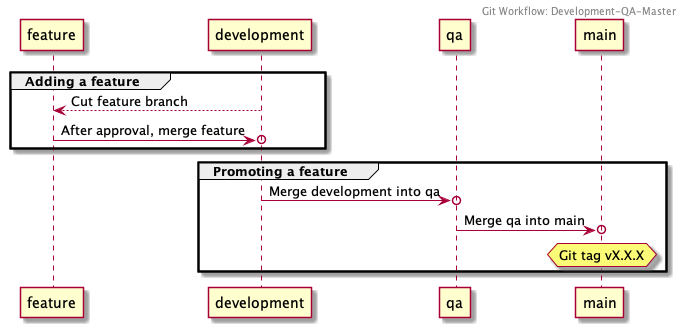 Git Workflow: Development-QA-Master
feature
development
qa
main
Adding a feature
Cut feature branch
After approval, merge feature
Promoting a feature
Merge development into qa
Merge qa into main
Git tag vX.X.X
feature
development
qa
main